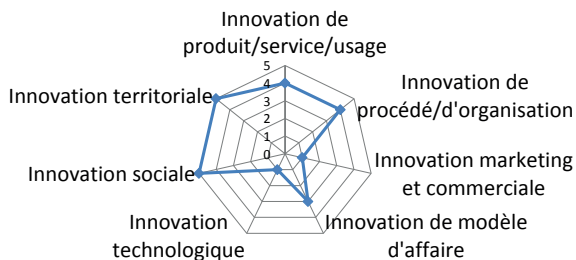 Innovation de
produit/service/usage
5
4
3
2
1
0
Innovation de
procédé/d'organisation
Innovation marketing
et commerciale
Innovation de modèle
d'affaire
Innovation
technologique
Innovation sociale
Innovation territoriale